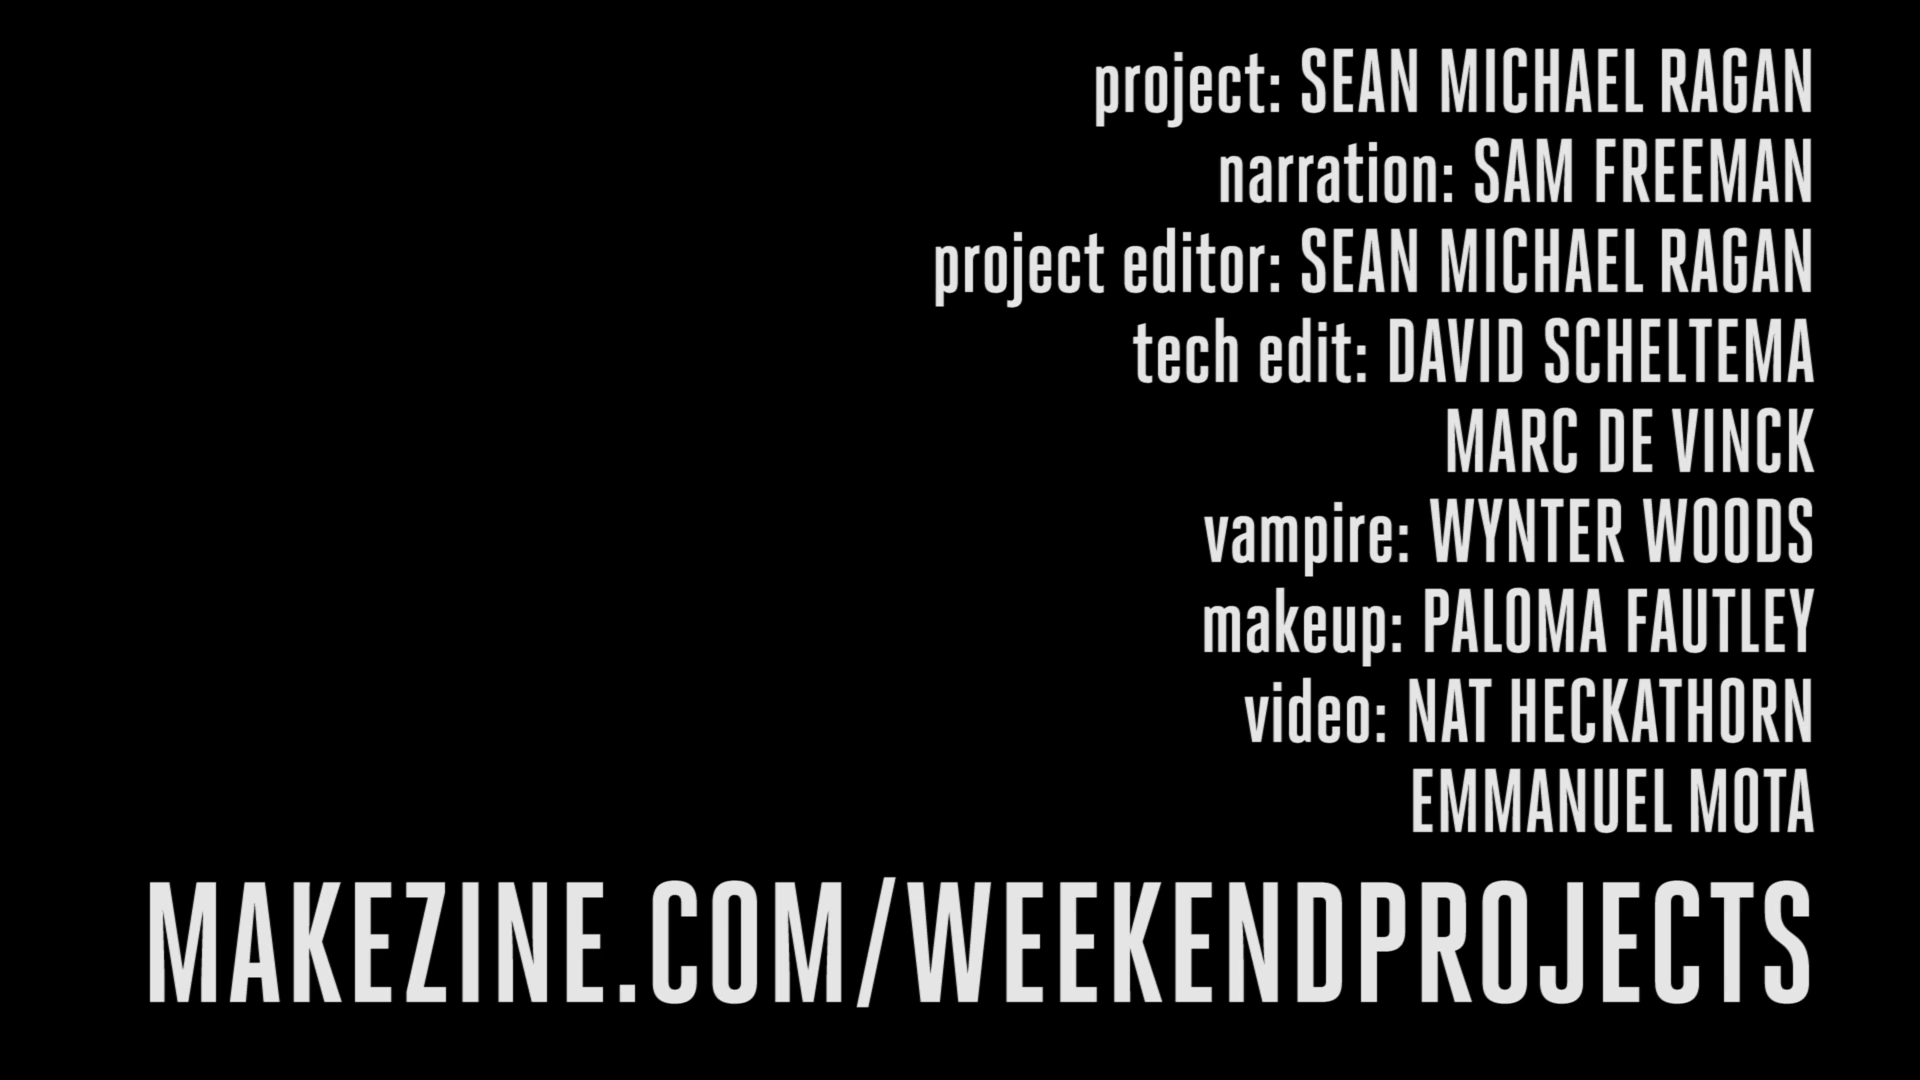 project: SEAN MICHAEL RAGAN
narration: SAM FREEMAN
project editor: SEAN MICHAEL RAGAN
tech edit: DAVID SCHELTEMA
MARC DE VINCK
vampire: WYNTER WOODS
makeup: PALOMA FAUTLEY
video: NAT HECKATHORN
EMMANUEL MOTA
MAKEZINE.COM/WEEKENDPROJECTS